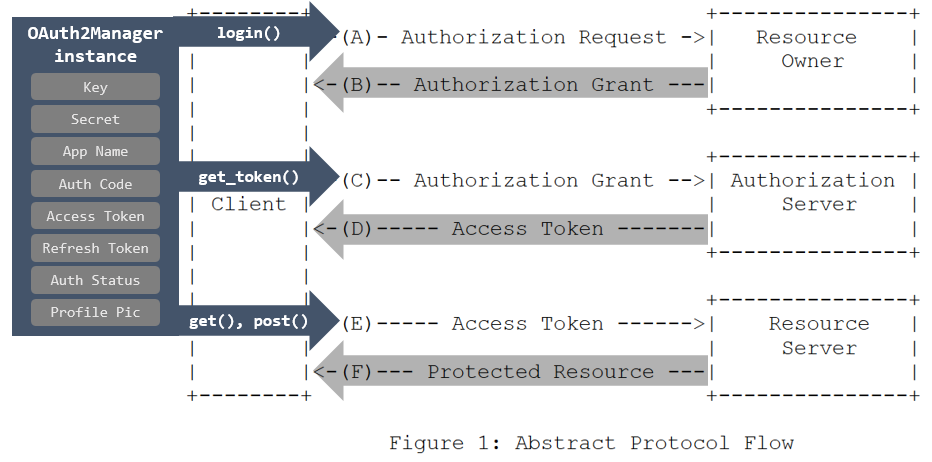 OAuth2Manager
instance
Key
Secret
App Name
Auth Code
Access Token
Refresh Token
Auth Status
Profile Pic
login()
get_token()
get(), post()
Client
-(A)- Authorization Request ->
<-(B)-- Authorization Grant ---
Resource
Owner
(C)-- Authorization Grant -->
<-(D)----- Access Token -------
Authorization
Server
(E)----- Access Token ------>
<-(F)--- Protected Resource ---
Resource
Server
Figure 1: Abstract Protocol Flow